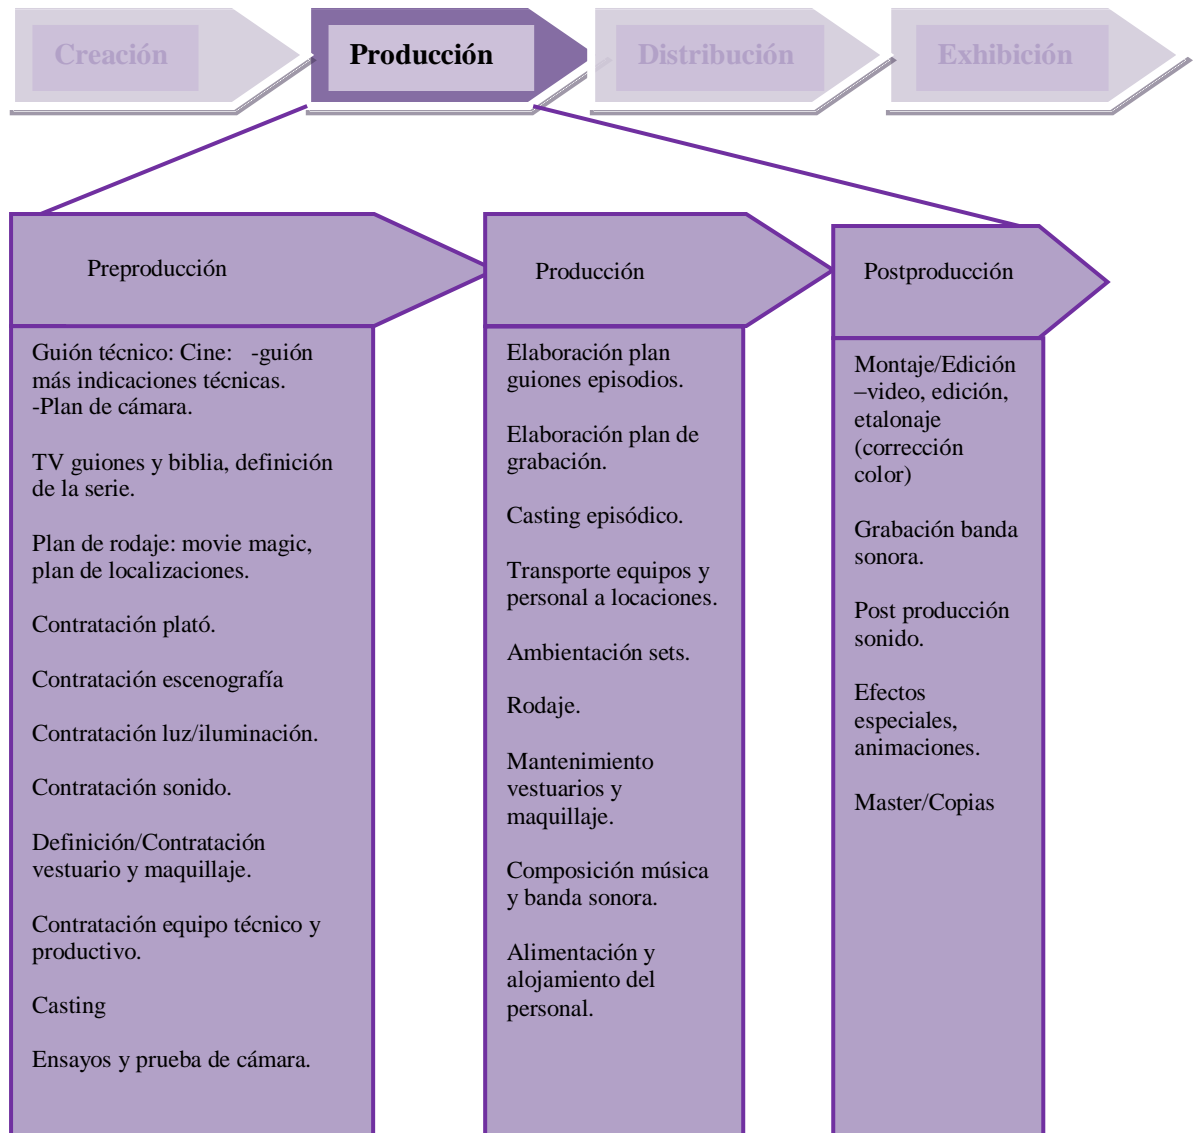 Creación
Producción
Distribución
Exhibición
Preproducción
Guión técnico: Cine:   -guión
más indicaciones técnicas.
-Plan de cámara.
TV guiones y biblia, definición
de la serie.
Plan de rodaje: movie magic,
plan de localizaciones.
Contratación plató.
Contratación escenografía
Contratación luz/iluminación.
Contratación sonido.
Definición/Contratación
vestuario y maquillaje.
Contratación equipo técnico y
productivo.
Casting
Ensayos y prueba de cámara.
Producción
Elaboración plan
guiones episodios.
Elaboración plan de
grabación.
Casting episódico.
Transporte equipos y
personal a locaciones.
Ambientación sets.
Rodaje.
Mantenimiento
vestuarios y
maquillaje.
Composición música
y banda sonora.
Alimentación y
alojamiento del
personal.
Postproducción
Montaje/Edición
–video, edición,
etalonaje
(corrección
color)
Grabación banda
sonora.
Post producción
sonido.
Efectos
especiales,
animaciones.
Master/Copias